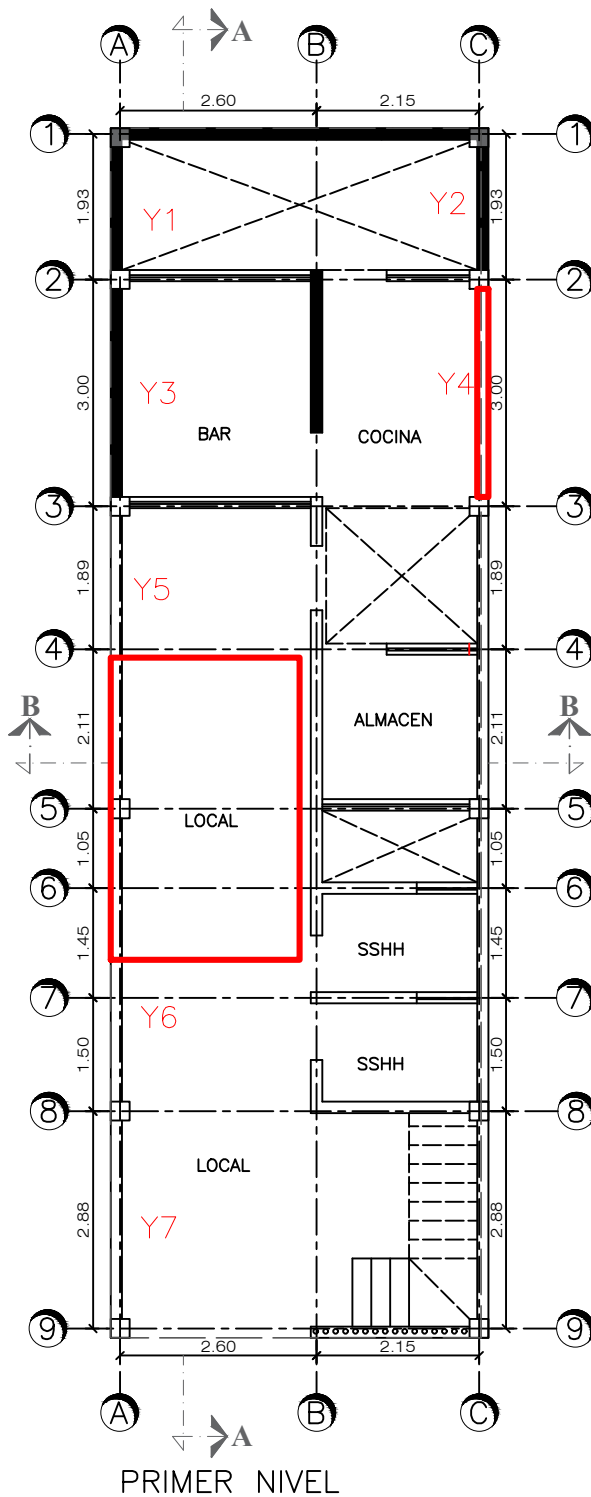 A
A
B
C
2.60
2.15
1
1
1.93
Y1
Y2
1.93
2
2
3.00
Y3
Y4
3.00
BAR
COCINA
3
3
1.89
Y5
1.89
4
4
B
2.11
ALMACEN
2.11
B
5
5
LOCAL
1.05
1.05
6
6
1.45
SSHH
1.45
7
7
Y6
1.50
SSHH
1.50
8
8
LOCAL
2.88
Y7
2.88
9
9
2.60
2.15
A
B
C
A
PRIMER NIVEL